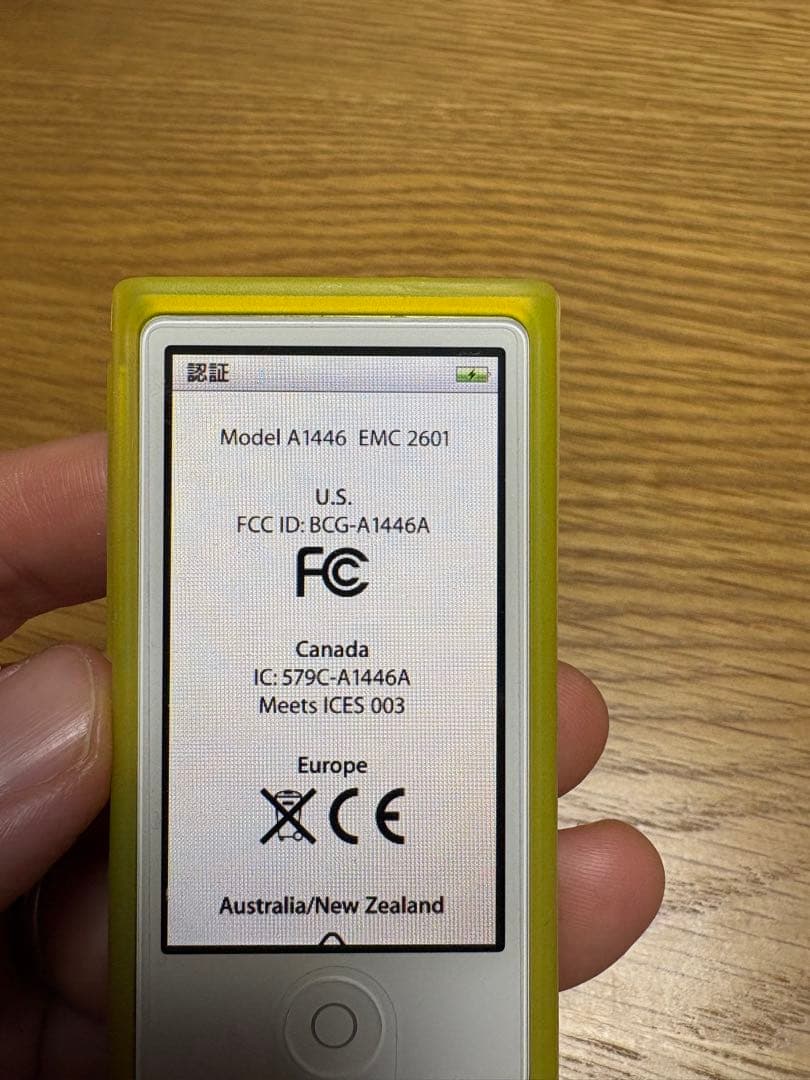 認証
Model A1446 EMC 2601
U.S.
FCC ID: BCG-A1446A
FC
Canada
IC: 579C-A1446A
Meets ICES 003
Europe
CE
Australia/New Zealand